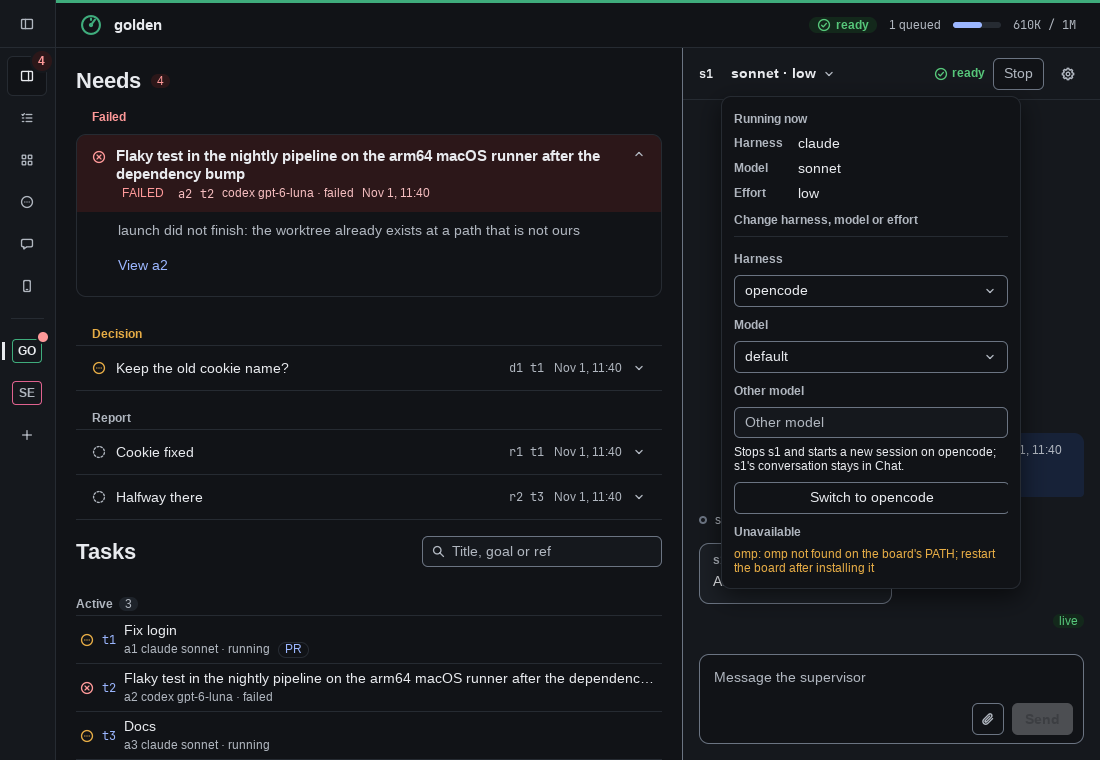 golden
ready
1 queued
610K / 1M
4
GO
SE
Needs 4
Failed
Flaky test in the nightly pipeline on the arm64 macOS runner after the
dependency bump
FAILED a2 t2 codex gpt-6-luna · failed Nov 1, 11:40
launch did not finish: the worktree already exists at a path that is not ours
View a2
Decision
Keep the old cookie name? d1 t1 Nov 1, 11:40
Report
Cookie fixed r1 t1 Nov 1, 11:40
Halfway there r2 t3 Nov 1, 11:40
Tasks
Title, goal or ref
Active 3
t1 Fix login
a1 claude sonnet · running PR
t2 Flaky test in the nightly pipeline on the arm64 macOS runner after the dependenc…
a2 codex gpt-6-luna · failed
t3 Docs
a3 claude sonnet · running
s1 sonnet · low
ready
Stop
Running now
Harness claude
Model sonnet
Effort low
Change harness, model or effort
Harness
opencode
Model
default
Other model
Other model
Stops s1 and starts a new session on opencode;
s1's conversation stays in Chat.
Switch to opencode
Unavailable
omp: omp not found on the board's PATH; restart
the board after installing it
1, 11:40
s
s
A
live
Message the supervisor
Send